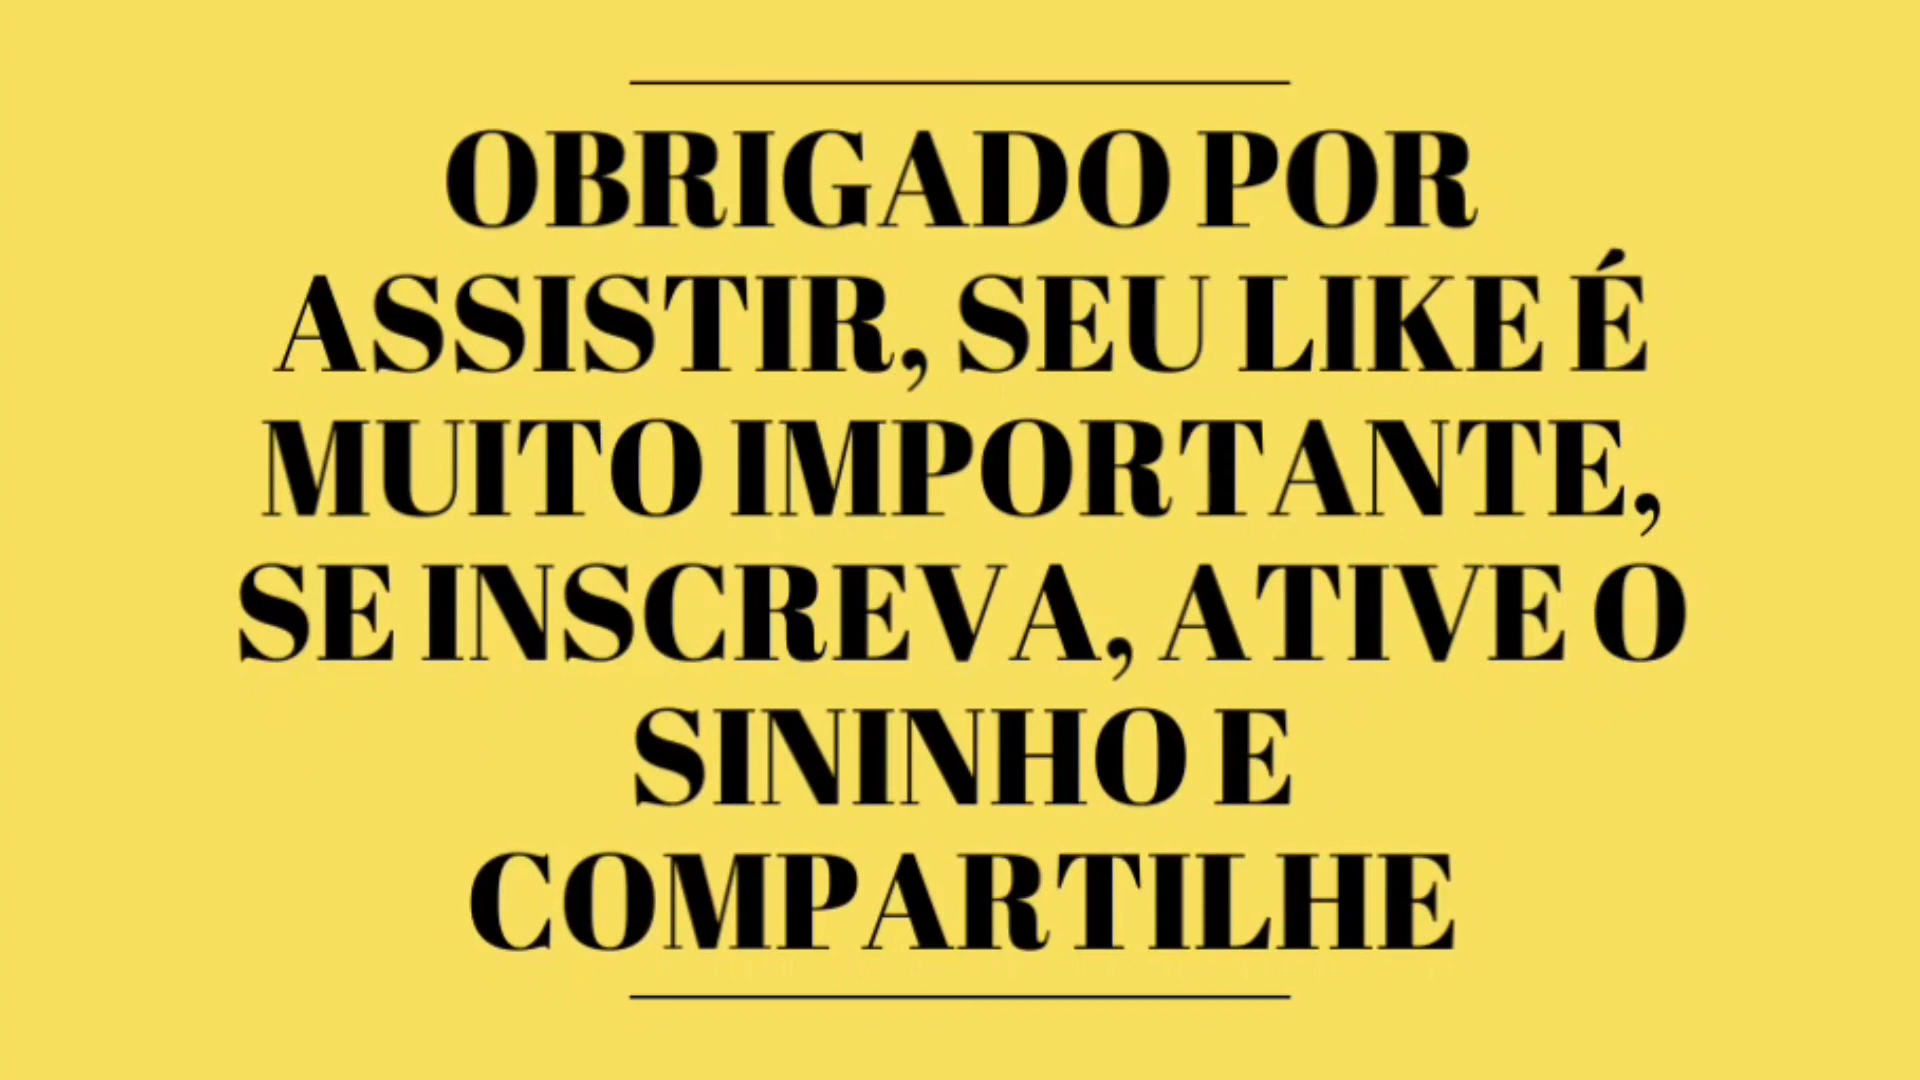 OBRIGADO POR
ASSISTIR, SEU LIKE É
MUITO IMPORTANTE,
SE INSCREVA, ATIVE O
SININHO E
COMPARTILHE